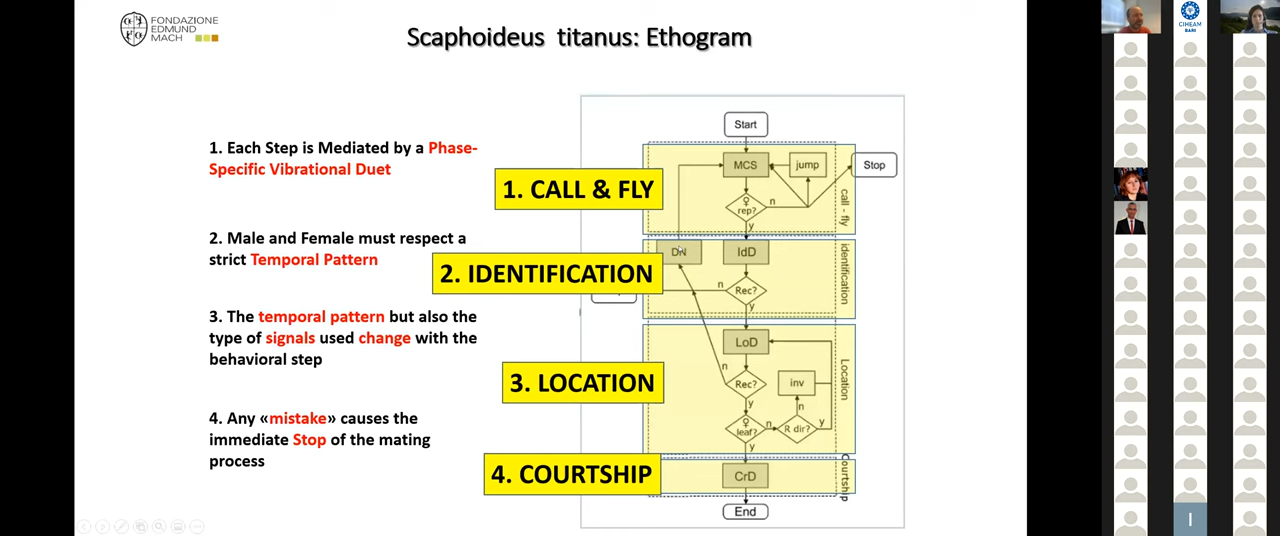 FONDAZIONE
EDMUND
MACH
Scaphoideus titanus: Ethogram
CIHEAM
BARI
1. Each Step is Mediated by a Phase-
Specific Vibrational Duet
2. Male and Female must respect a
strict Temporal Pattern
3. The temporal pattern but also the
type of signals used change with the
behavioral step
4. Any «mistake» causes the
immediate Stop of the mating
process
1. CALL & FLY
2. IDENTIFICATION
3. LOCATION
4. COURTSHIP
Start
MCS
jump
Stop
♀
rep?
n
y
call - fly
IdD
Rec?
n
y
identification
LoD
Rec?
n
y
inv
n
♀
leaf?
n
R dir?
y
y
Location
CrD
Courtship
End
I